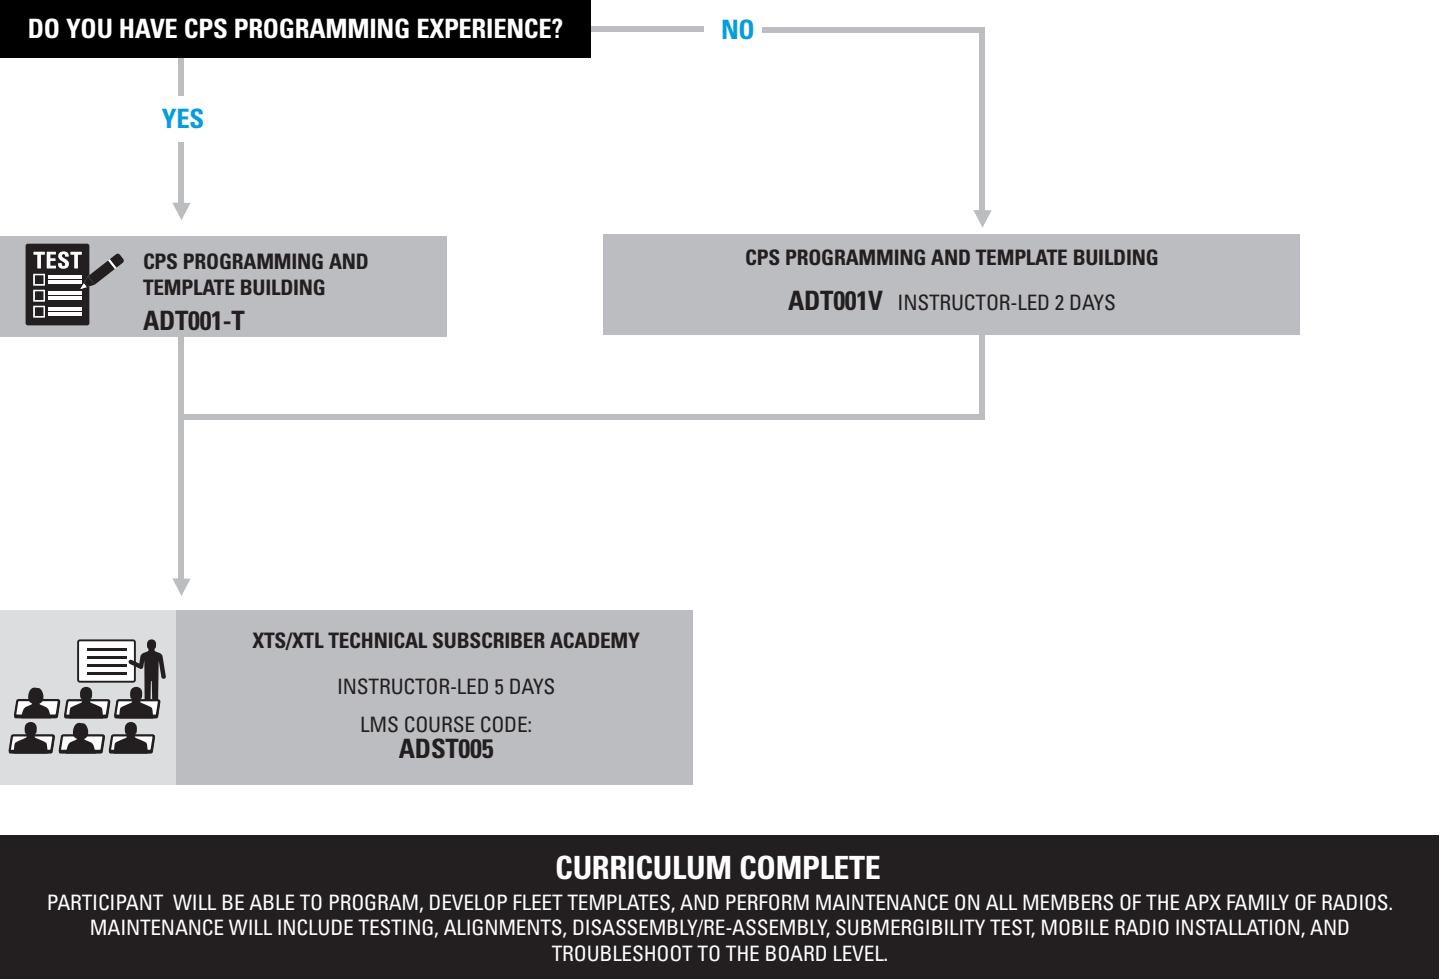 DO YOU HAVE CPS PROGRAMMING EXPERIENCE?
NO
YES
TEST
CPS PROGRAMMING AND
TEMPLATE BUILDING
ADT001-T
CPS PROGRAMMING AND TEMPLATE BUILDING
ADT001V INSTRUCTOR-LED 2 DAYS
XTS/XTL TECHNICAL SUBSCRIBER ACADEMY
INSTRUCTOR-LED 5 DAYS
LMS COURSE CODE:
ADST005
CURRICULUM COMPLETE
PARTICIPANT WILL BE ABLE TO PROGRAM, DEVELOP FLEET TEMPLATES, AND PERFORM MAINTENANCE ON ALL MEMBERS OF THE APX FAMILY OF RADIOS.
MAINTENANCE WILL INCLUDE TESTING, ALIGNMENTS, DISASSEMBLY/RE-ASSEMBLY, SUBMERGIBILITY TEST, MOBILE RADIO INSTALLATION, AND
TROUBLESHOOT TO THE BOARD LEVEL.